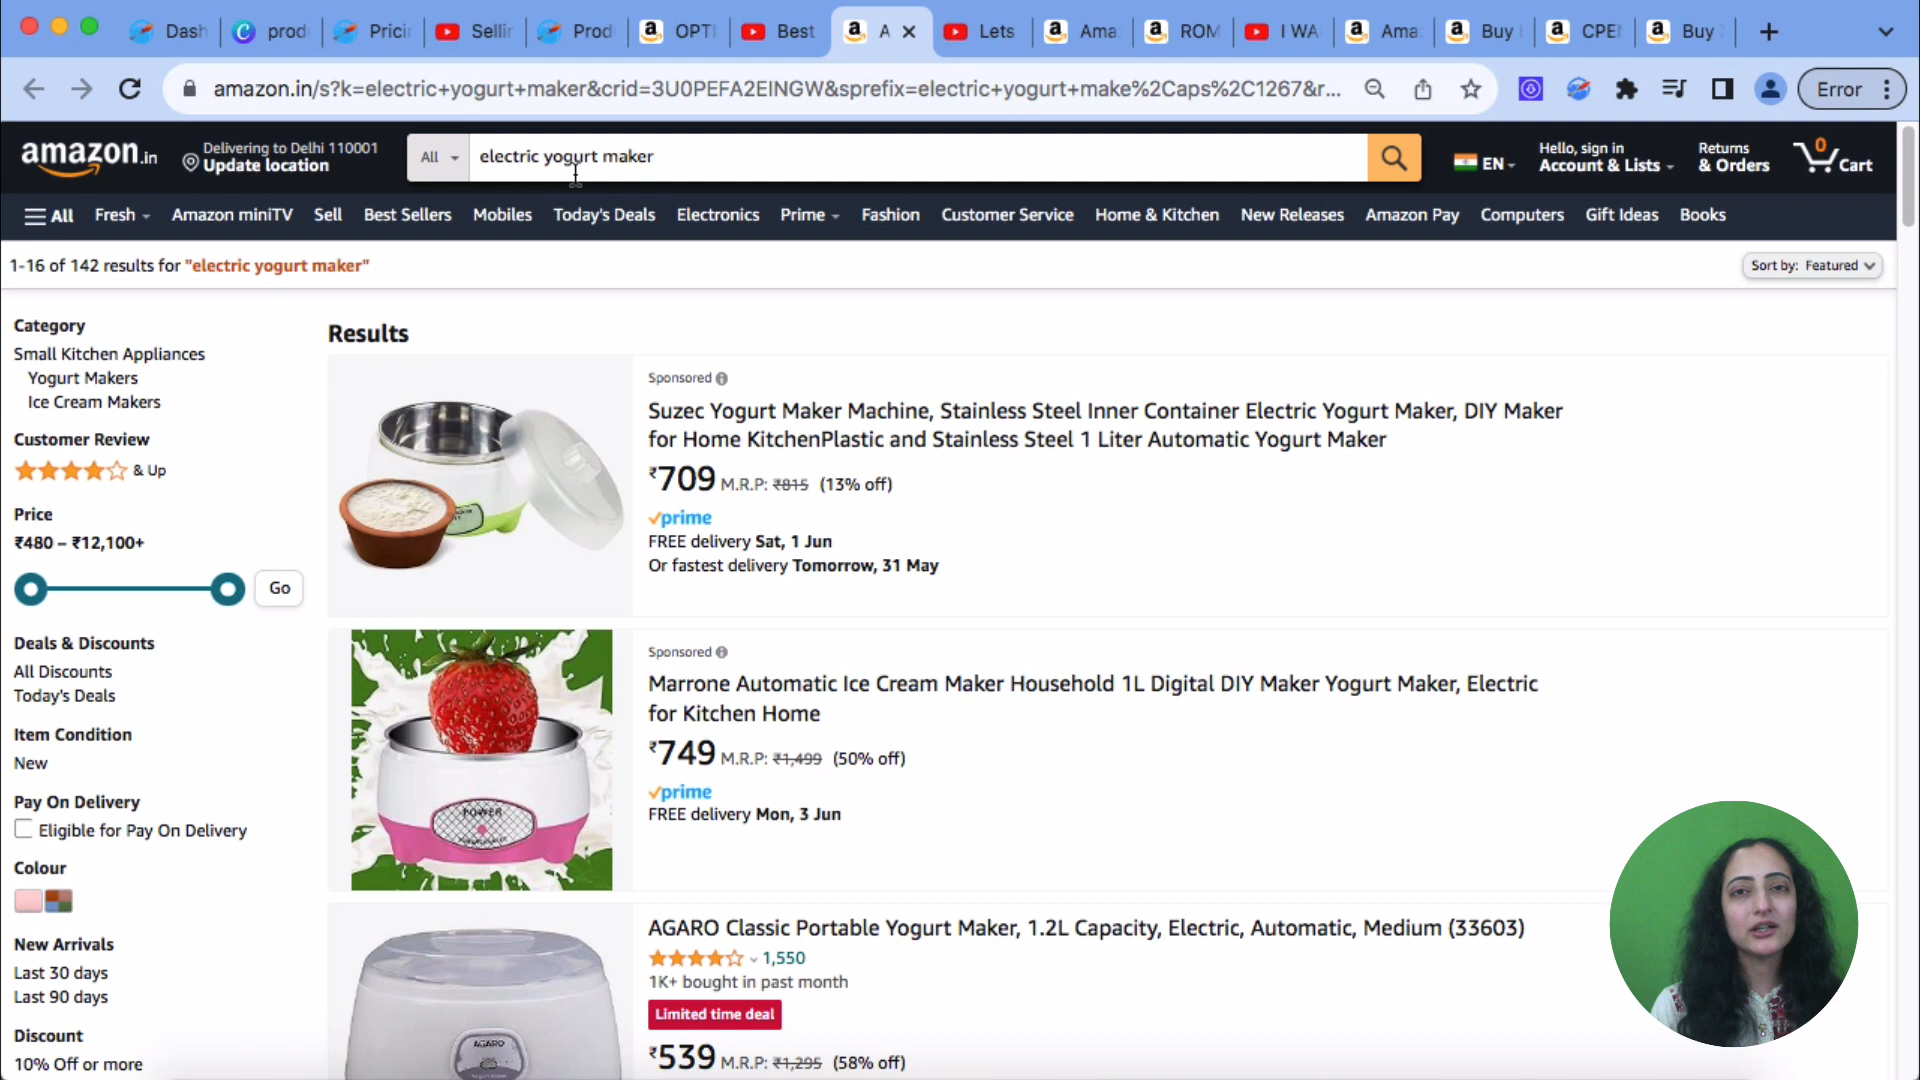 Dash
prod
Pricin
Sellin
Prod
OPTI
Best
A
Lets
Ama
ROM
I WA
Ama
Buy
CPE
Buy
amazon.in/s?k=electric+yogurt+maker&crid=3U0PEFA2EINGW&sprefix=electric+yogurt+make%2Caps%2C1267&r...
Error
amazon.in
Delivering to Delhi 110001
Update location
All
electric yogurt maker
EN
Hello, sign in
Account & Lists
Returns
& Orders
0
Cart
All
Fresh
Amazon miniTV
Sell
Best Sellers
Mobiles
Today's Deals
Electronics
Prime
Fashion
Customer Service
Home & Kitchen
New Releases
Amazon Pay
Computers
Gift Ideas
Books
1-16 of 142 results for "electric yogurt maker"
Sort by: Featured
Category
Small Kitchen Appliances
Yogurt Makers
Ice Cream Makers
Customer Review
& Up
Price
₹480 – ₹12,100+
Go
Deals & Discounts
All Discounts
Today's Deals
Item Condition
New
Pay On Delivery
Eligible for Pay On Delivery
Colour
New Arrivals
Last 30 days
Last 90 days
Discount
10% Off or more
Results
Sponsored
Suzec Yogurt Maker Machine, Stainless Steel Inner Container Electric Yogurt Maker, DIY Maker
for Home KitchenPlastic and Stainless Steel 1 Liter Automatic Yogurt Maker
₹709 M.R.P: ₹815 (13% off)
prime
FREE delivery Sat, 1 Jun
Or fastest delivery Tomorrow, 31 May
POWER
Sponsored
Marrone Automatic Ice Cream Maker Household 1L Digital DIY Maker Yogurt Maker, Electric
for Kitchen Home
₹749 M.R.P: ₹1,499 (50% off)
prime
FREE delivery Mon, 3 Jun
AGARO
AGARO Classic Portable Yogurt Maker, 1.2L Capacity, Electric, Automatic, Medium (33603)
1,550
1K+ bought in past month
Limited time deal
₹539 M.R.P: ₹1,295 (58% off)